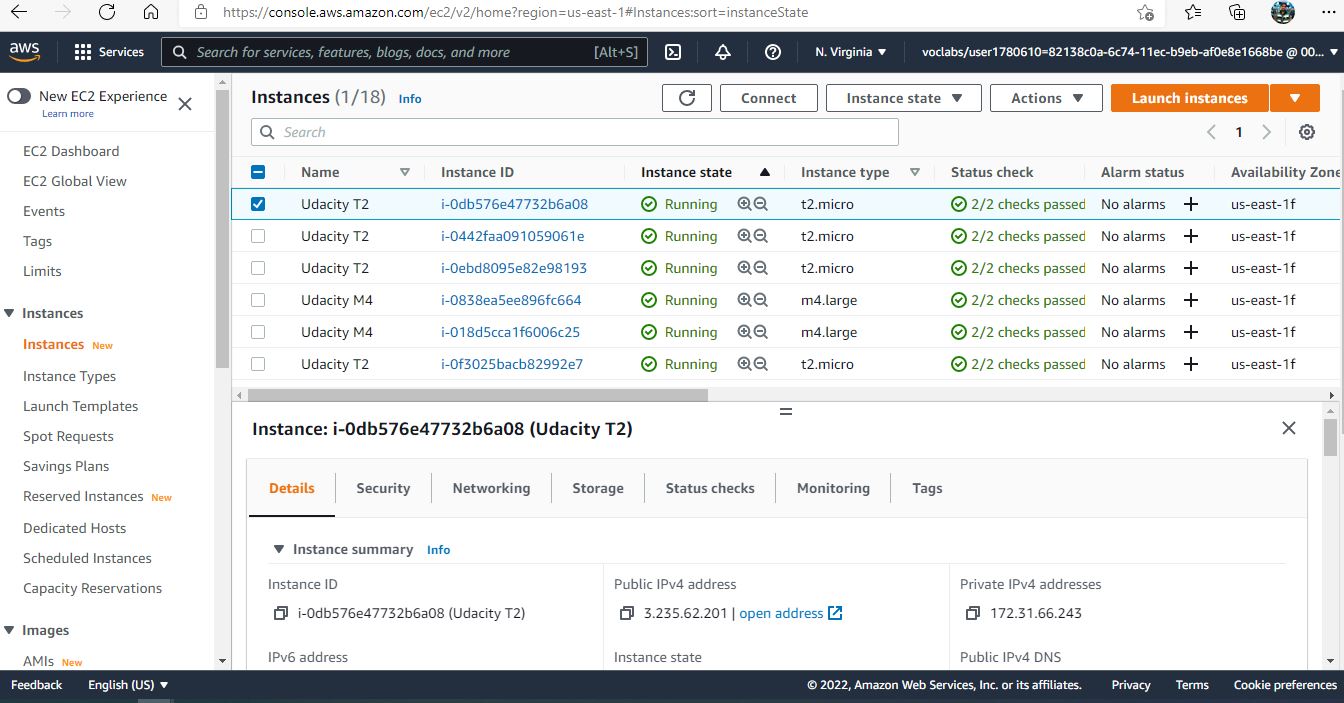 https://console.aws.amazon.com/ec2/v2/home?region=us-east-1#Instances:sort=instanceState
aws Services Search for services, features, blogs, docs, and more [Alt+S] N. Virginia voclabs/user1780610=82138c0a-6c74-11ec-b9eb-af0e8e1668be @ 00...
New EC2 Experience
Learn more
EC2 Dashboard
EC2 Global View
Events
Tags
Limits
Instances
Instances New
Instance Types
Launch Templates
Spot Requests
Savings Plans
Reserved Instances New
Dedicated Hosts
Scheduled Instances
Capacity Reservations
Images
AMIs New
Instances (1/18) Info Connect Instance state Actions Launch instances
Search 1
Name Instance ID Instance state Instance type Status check Alarm status Availability Zone
Udacity T2 i-0db576e47732b6a08 Running t2.micro 2/2 checks passed No alarms + us-east-1f
Udacity T2 i-0442faa091059061e Running t2.micro 2/2 checks passed No alarms + us-east-1f
Udacity T2 i-0ebd8095e82e98193 Running t2.micro 2/2 checks passed No alarms + us-east-1f
Udacity M4 i-0838ea5ee896fc664 Running m4.large 2/2 checks passed No alarms + us-east-1f
Udacity M4 i-018d5cca1f6006c25 Running m4.large 2/2 checks passed No alarms + us-east-1f
Udacity T2 i-0f3025bacb82992e7 Running t2.micro 2/2 checks passed No alarms + us-east-1f
Instance: i-0db576e47732b6a08 (Udacity T2)
Details Security Networking Storage Status checks Monitoring Tags
Instance summary Info
Instance ID Public IPv4 address Private IPv4 addresses
i-0db576e47732b6a08 (Udacity T2) 3.235.62.201 | open address 172.31.66.243
IPv6 address Instance state Public IPv4 DNS
Feedback English (US) © 2022, Amazon Web Services, Inc. or its affiliates. Privacy Terms Cookie preferences